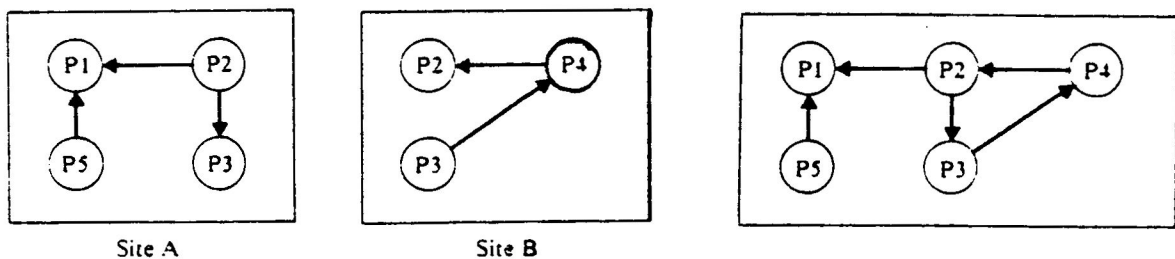 P1 P2
P5 P3
Site A
P2 P4
P3
Site B
P1 P2 P4
P5 P3